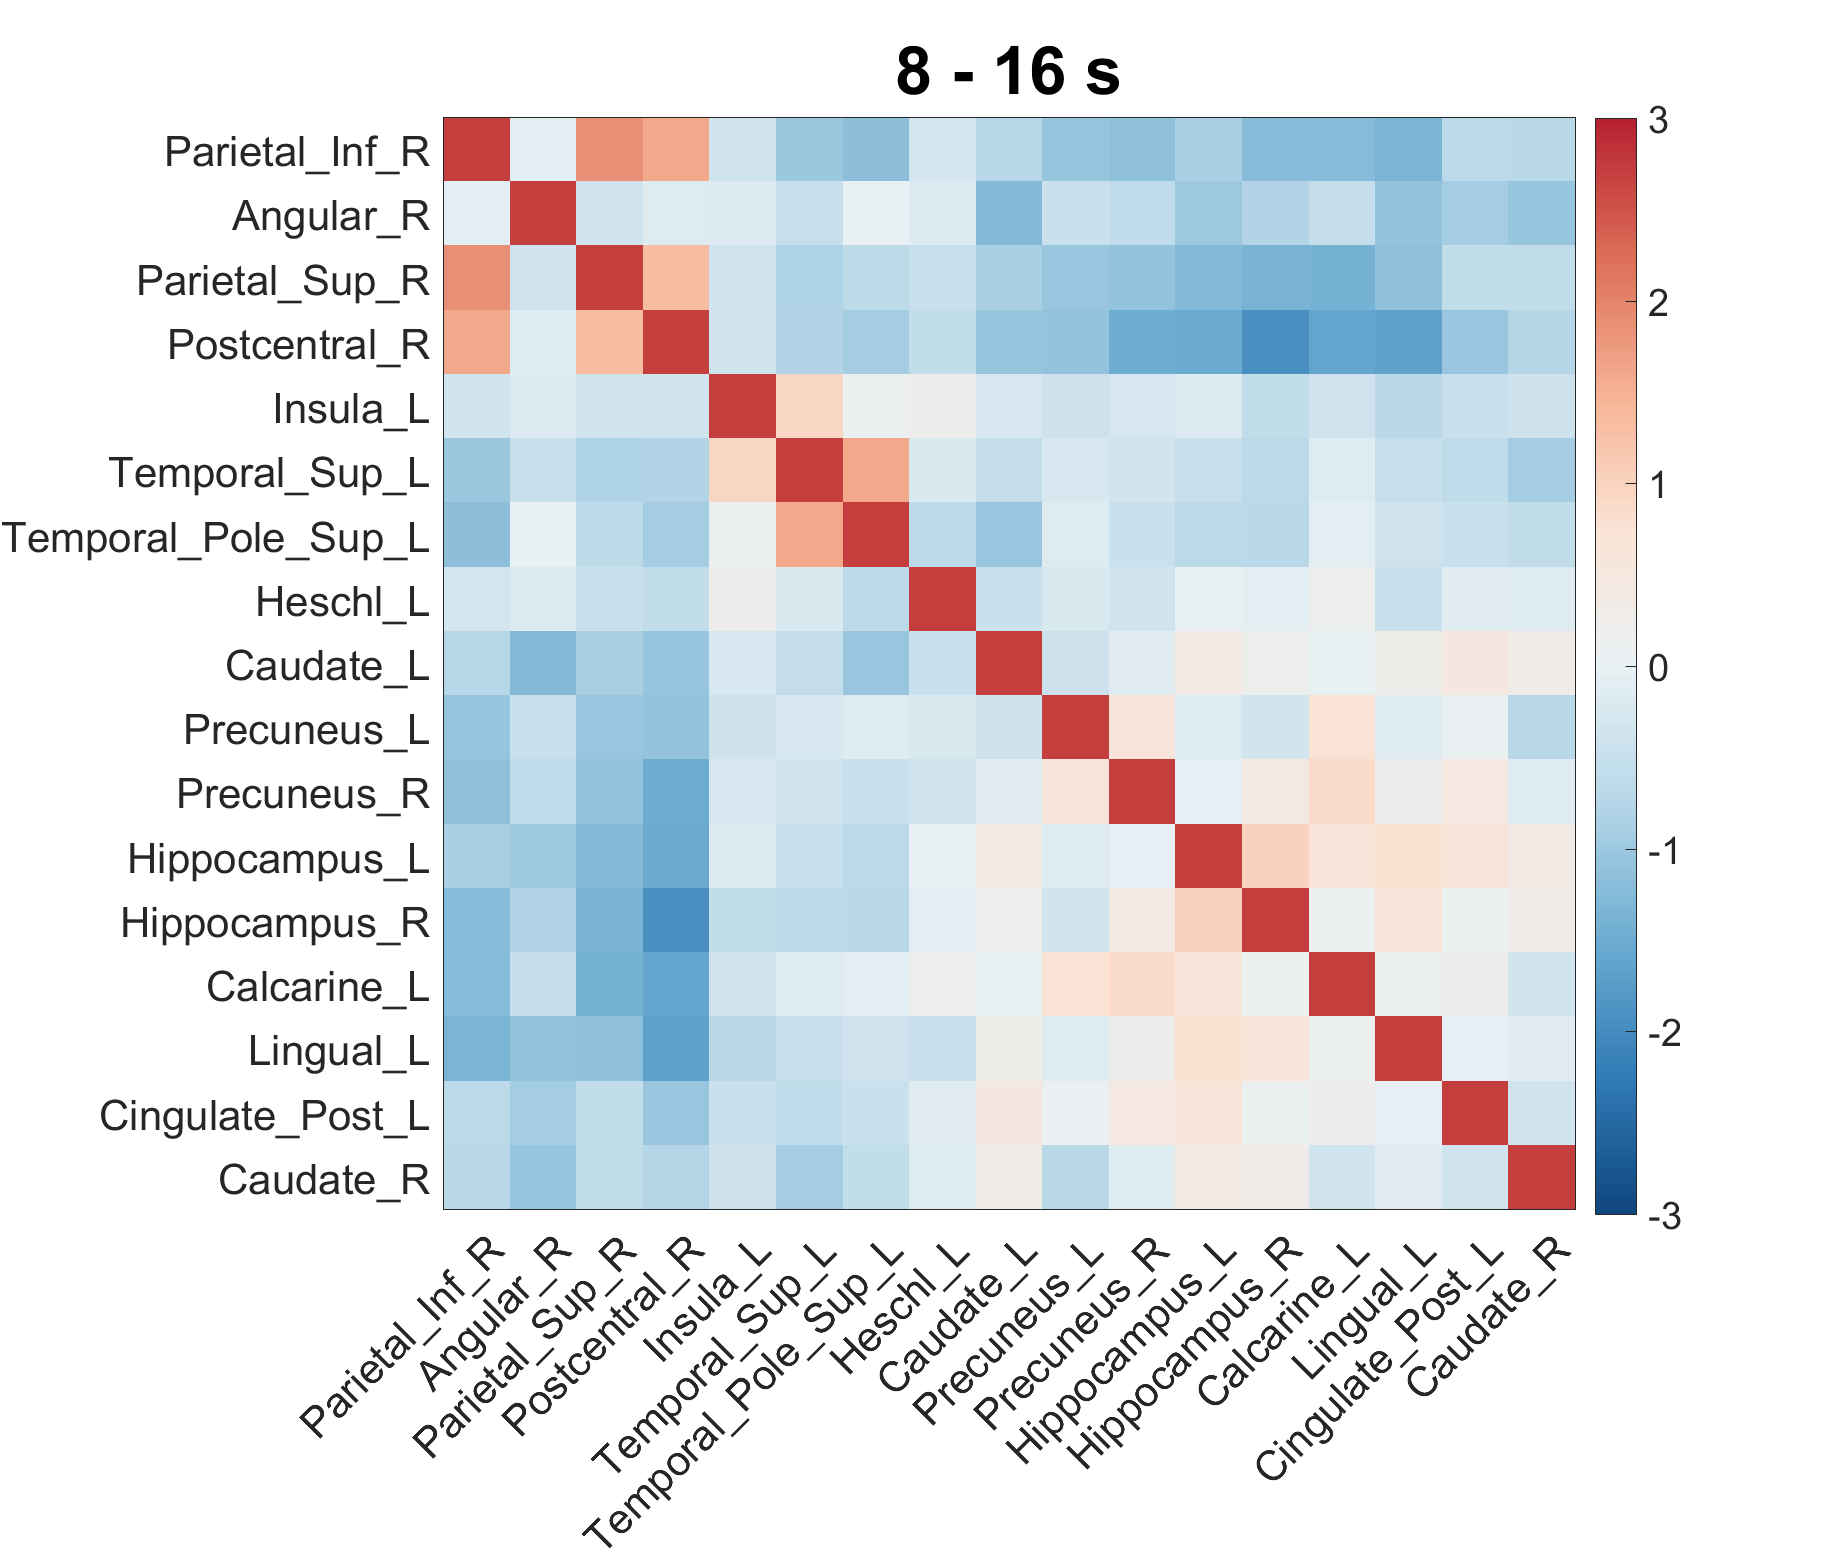 8 - 16 s
Parietal_Inf_R
Angular_R
Parietal_Sup_R
Postcentral_R
Insula_L
Temporal_Sup_L
Temporal_Pole_Sup_L
Heschl_L
Caudate_L
Precuneus_L
Precuneus_R
Hippocampus_L
Hippocampus_R
Calcarine_L
Lingual_L
Cingulate_Post_L
Caudate_R
3
2
1
0
-1
-2
-3
Parietal_Inf_R
Angular_R
Parietal_Sup_R
Postcentral_R
Insula_L
Temporal_Sup_L
Temporal_Pole_Sup_L
Heschl_L
Caudate_L
Precuneus_L
Precuneus_R
Hippocampus_L
Hippocampus_R
Calcarine_L
Lingual_L
Cingulate_Post_L
Caudate_R